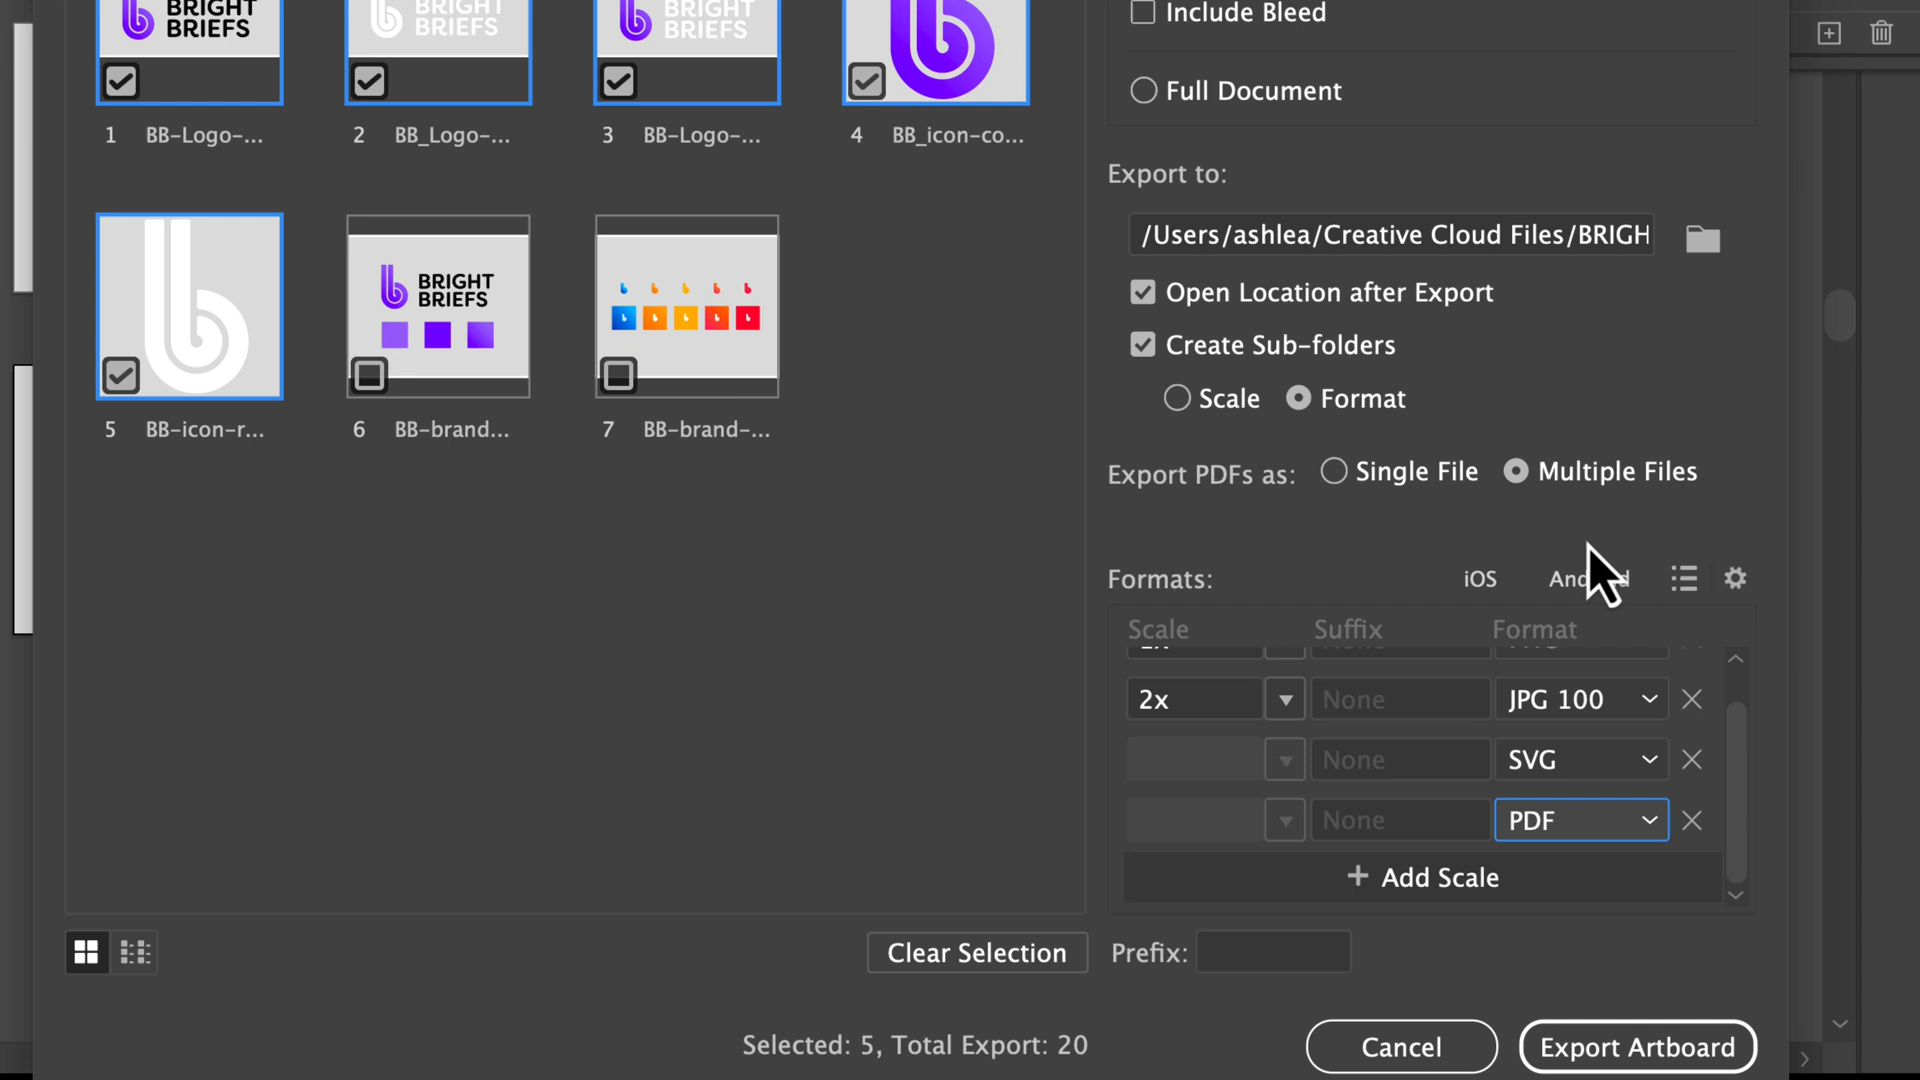 BRIGHT
BRIEFS
BRIGHT
BRIEFS
BRIGHT
BRIEFS
1 BB-Logo-...
2 BB_Logo-...
3 BB-Logo-...
4 BB_icon-co...
BRIGHT
BRIEFS
5 BB-icon-r...
6 BB-brand...
7 BB-brand-...
Clear Selection
Selected: 5, Total Export: 20
Include Bleed
Full Document
Export to:
/Users/ashlea/Creative Cloud Files/BRIGH
Open Location after Export
Create Sub-folders
Scale Format
Export PDFs as: Single File Multiple Files
Formats: iOS
Scale Suffix Format
2x None JPG 100
None SVG
None PDF
+ Add Scale
Prefix:
Cancel Export Artboard